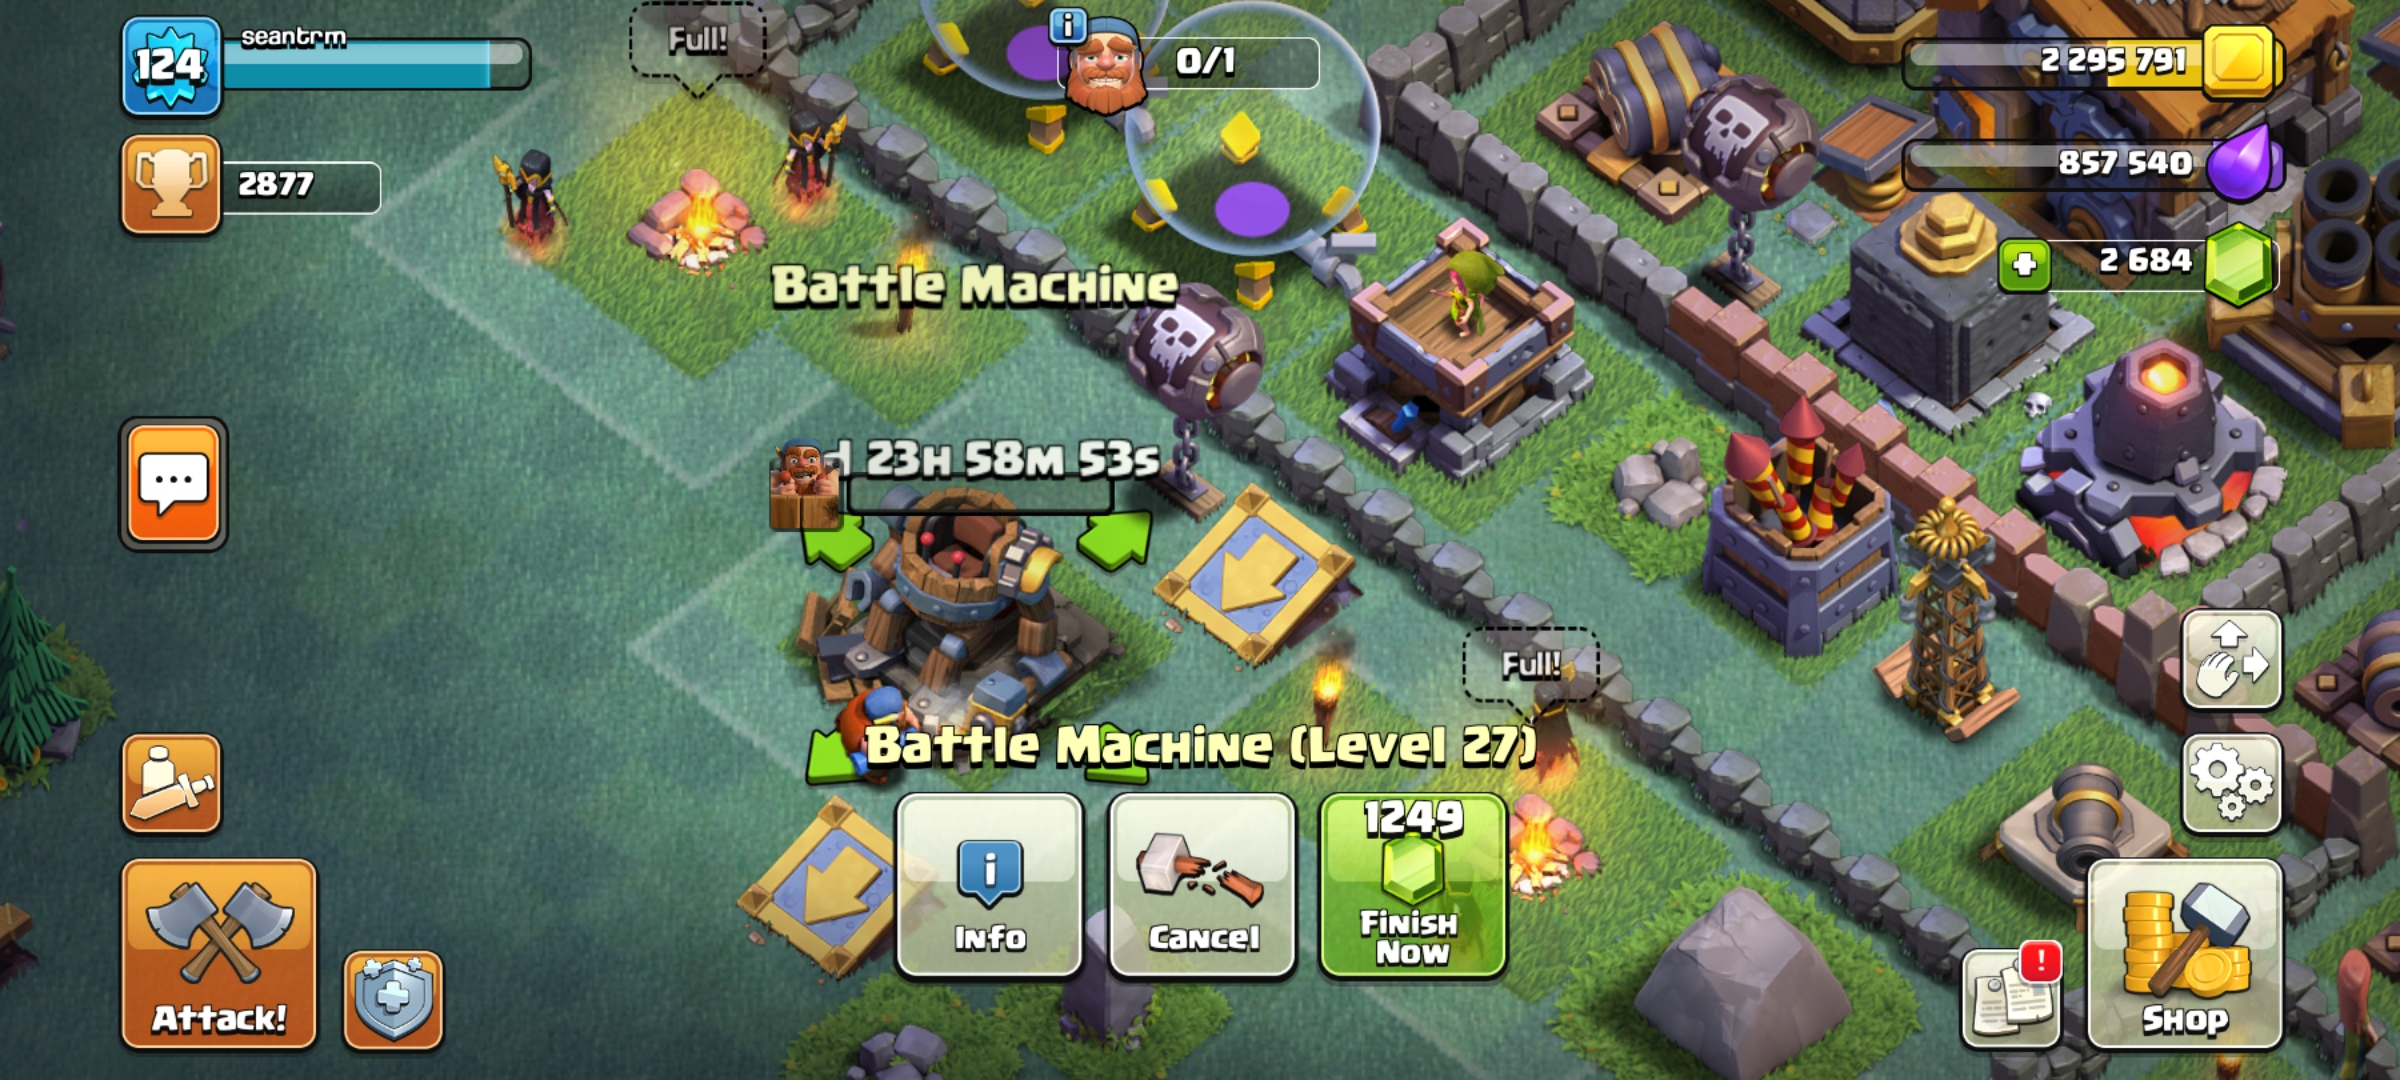 seantrm
124
Full!
0/1
2 295 791
2877
857 540
2 684
Battle Machine
23H 58M 53s
Full!
Battle Machine (Level 27)
1249
Info
Cancel
Finish
Now
Attack!
!
Shop